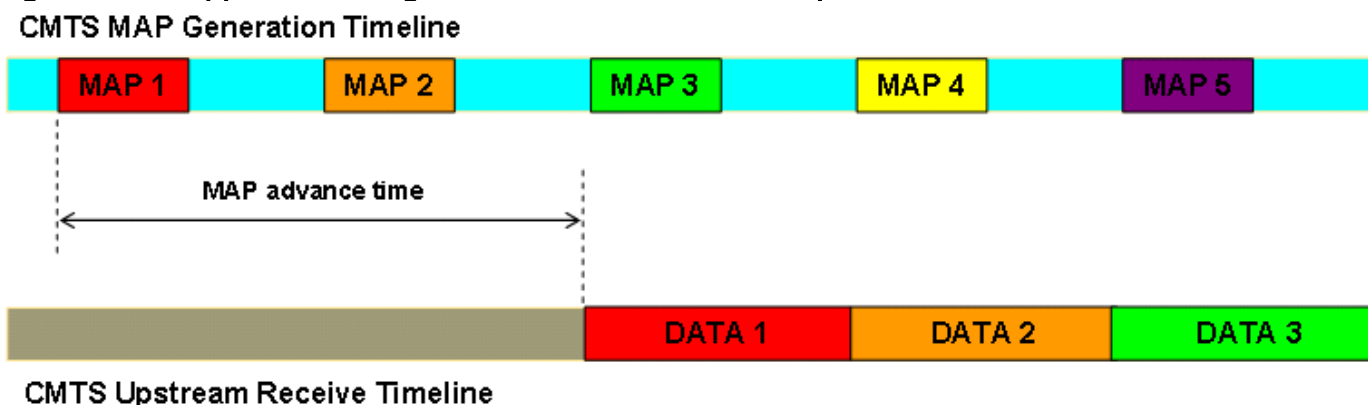 CMTS MAP Generation Timeline
MAP 1 MAP 2 MAP 3 MAP 4 MAP 5
MAP advance time
DATA 1 DATA 2 DATA 3
CMTS Upstream Receive Timeline